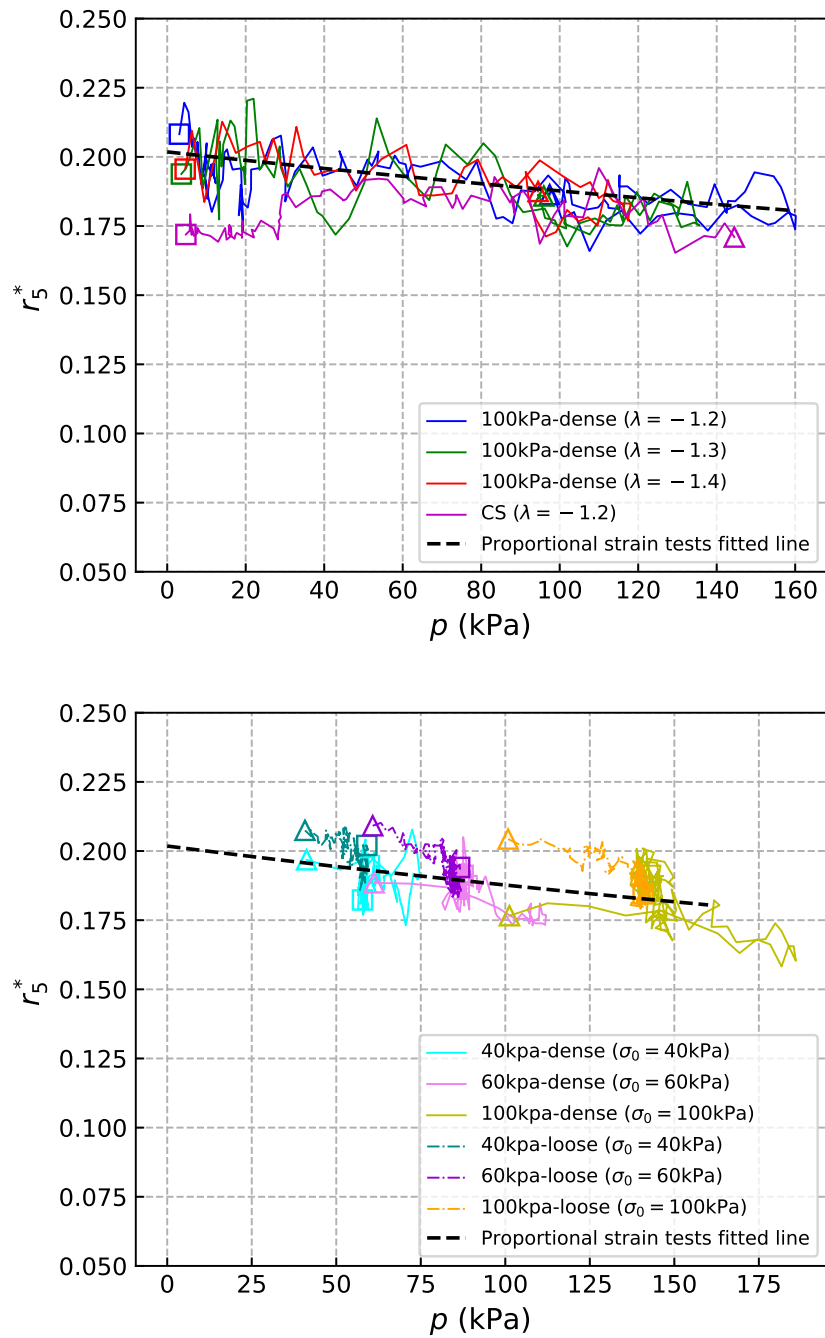 0.250
0.225
0.200
0.175
0.150
0.125
0.100
0.075
0.050
r₅*
0 20 40 60 80 100 120 140 160
p (kPa)
100kPa-dense (λ = −1.2)
100kPa-dense (λ = −1.3)
100kPa-dense (λ = −1.4)
CS (λ = −1.2)
Proportional strain tests fitted line
0.250
0.225
0.200
0.175
0.150
0.125
0.100
0.075
0.050
r₅*
0 25 50 75 100 125 150 175
p (kPa)
40kpa-dense (σ₀ = 40kPa)
60kpa-dense (σ₀ = 60kPa)
100kpa-dense (σ₀ = 100kPa)
40kpa-loose (σ₀ = 40kPa)
60kpa-loose (σ₀ = 60kPa)
100kpa-loose (σ₀ = 100kPa)
Proportional strain tests fitted line